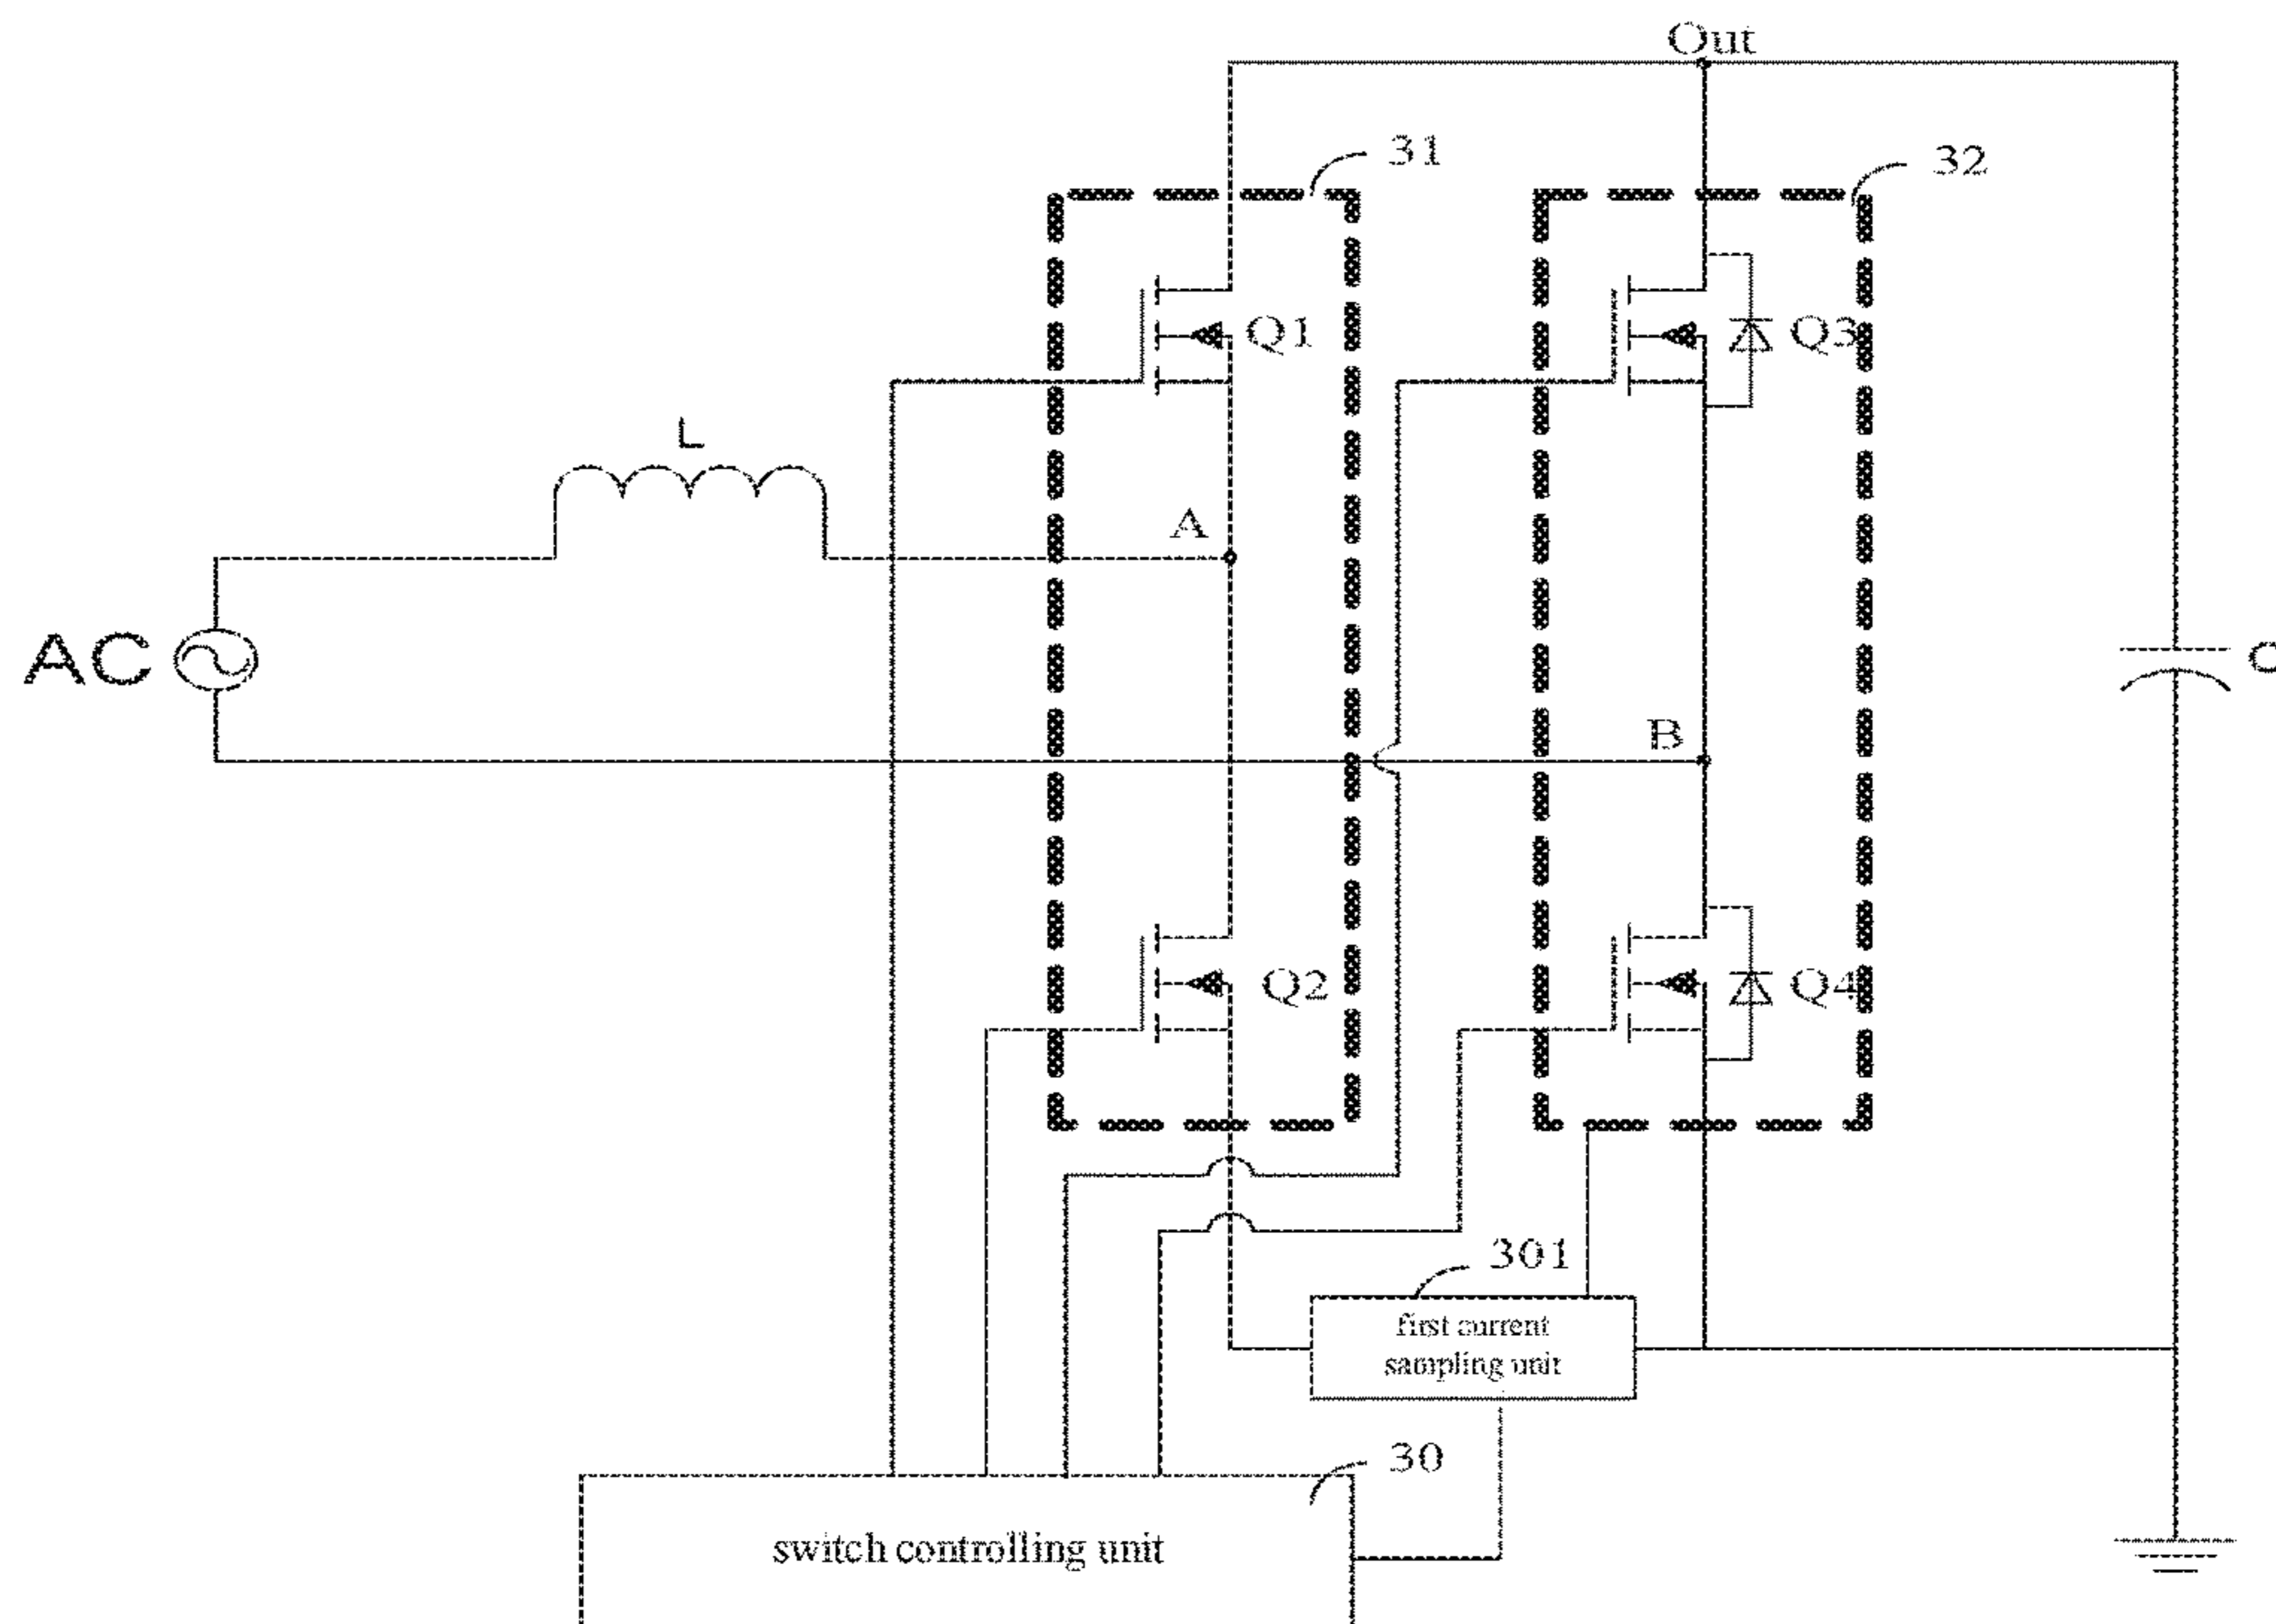 Out
31
32
Q1
Q3
L
A
AC
C
B
Q2
Q4
301
first current
sampling unit
30
switch controlling unit